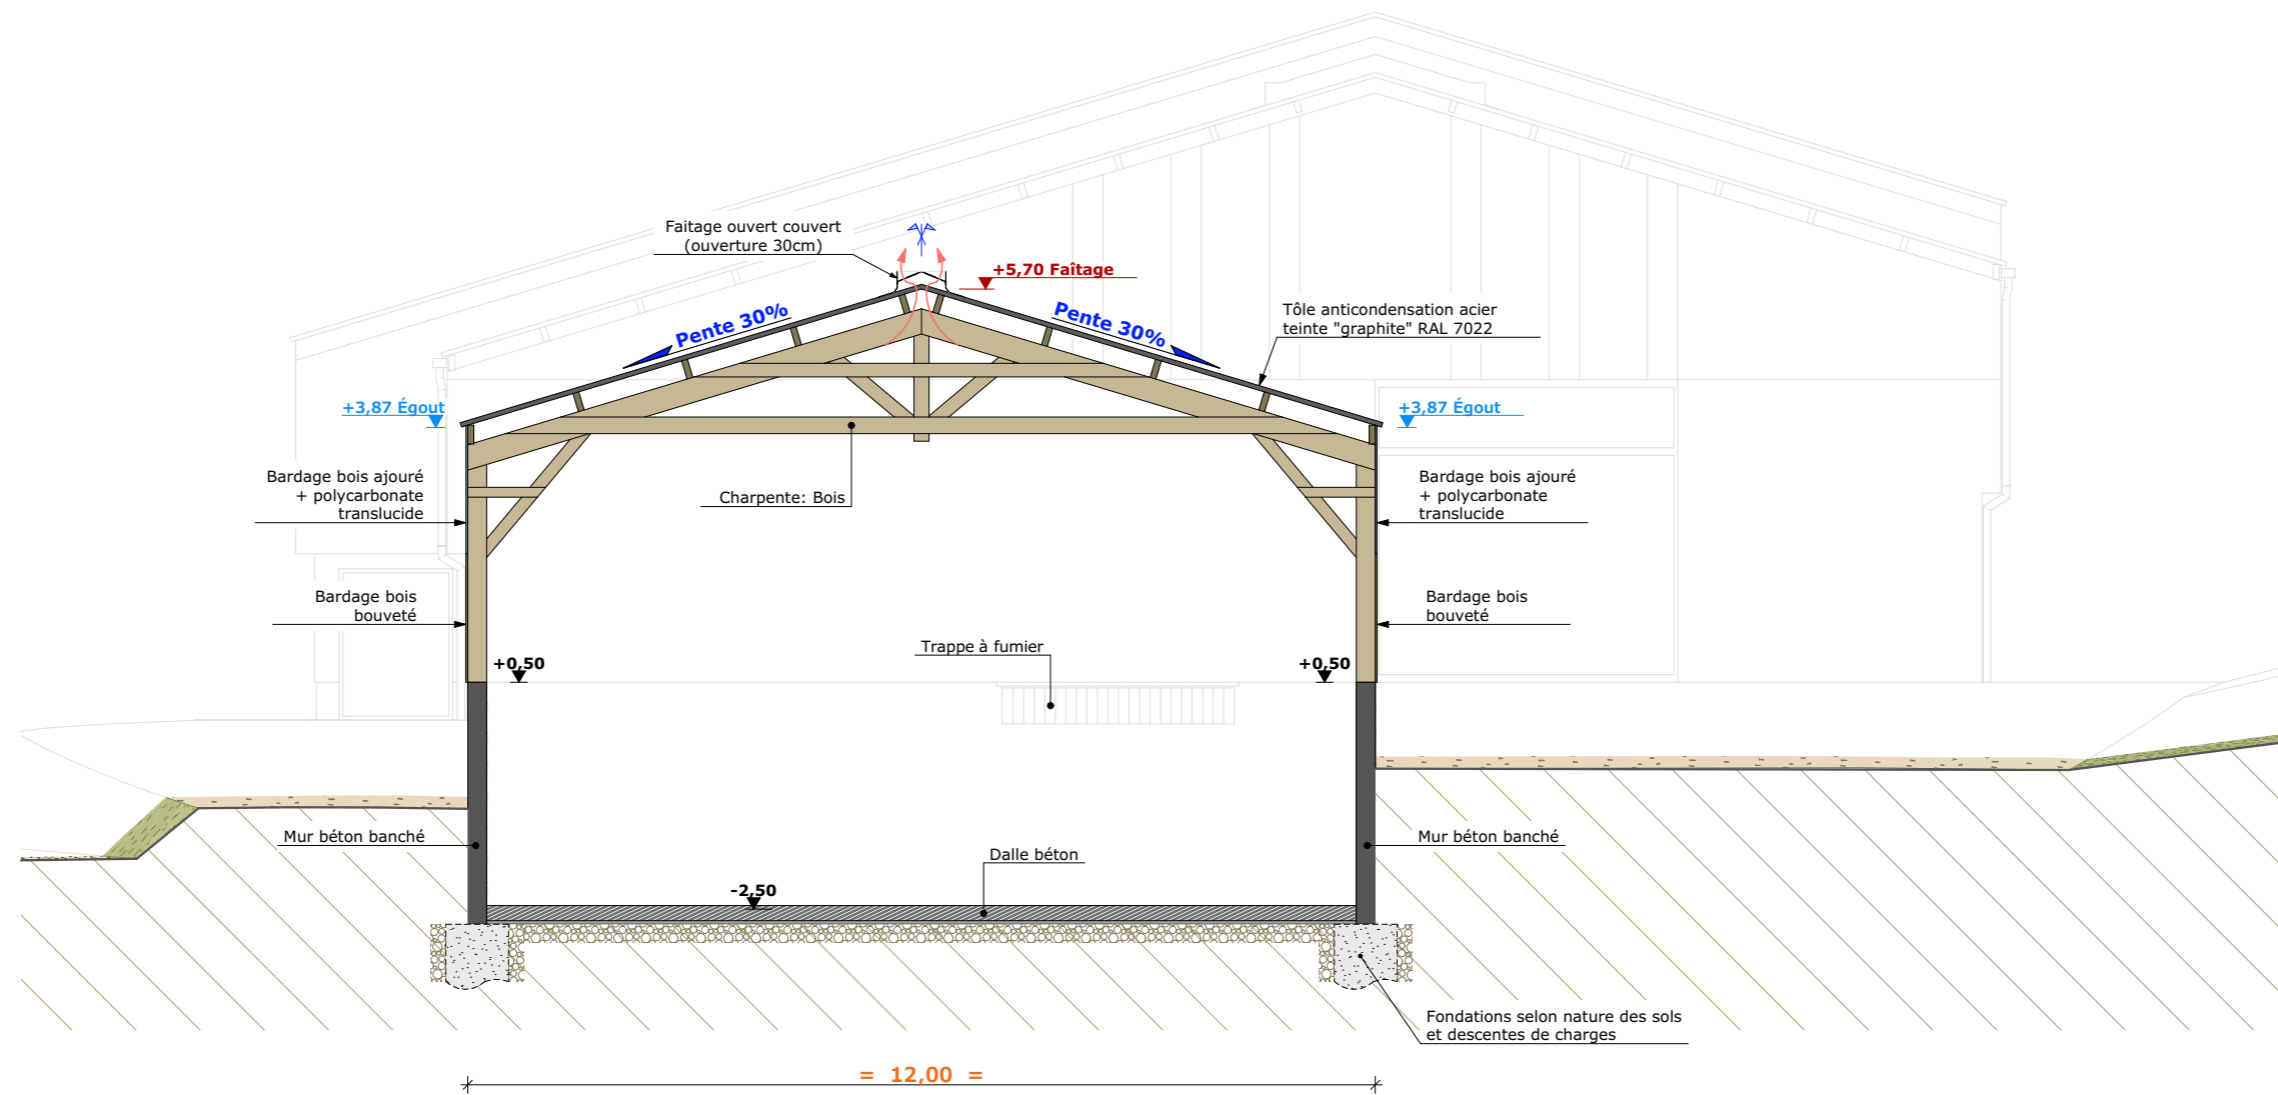 Faitage ouvert couvert
(ouverture 30cm)
+5,70 Faîtage
Pente 30%
Pente 30%
Tôle anticondensation acier
teinte "graphite" RAL 7022
+3,87 Égout
+3,87 Égout
Bardage bois ajouré
+ polycarbonate
translucide
Charpente: Bois
Bardage bois ajouré
+ polycarbonate
translucide
Bardage bois
bouveté
Bardage bois
bouveté
Trappe à fumier
+0,50
+0,50
Mur béton banché
Dalle béton
Mur béton banché
-2,50
Fondations selon nature des sols
et descentes de charges
= 12,00 =